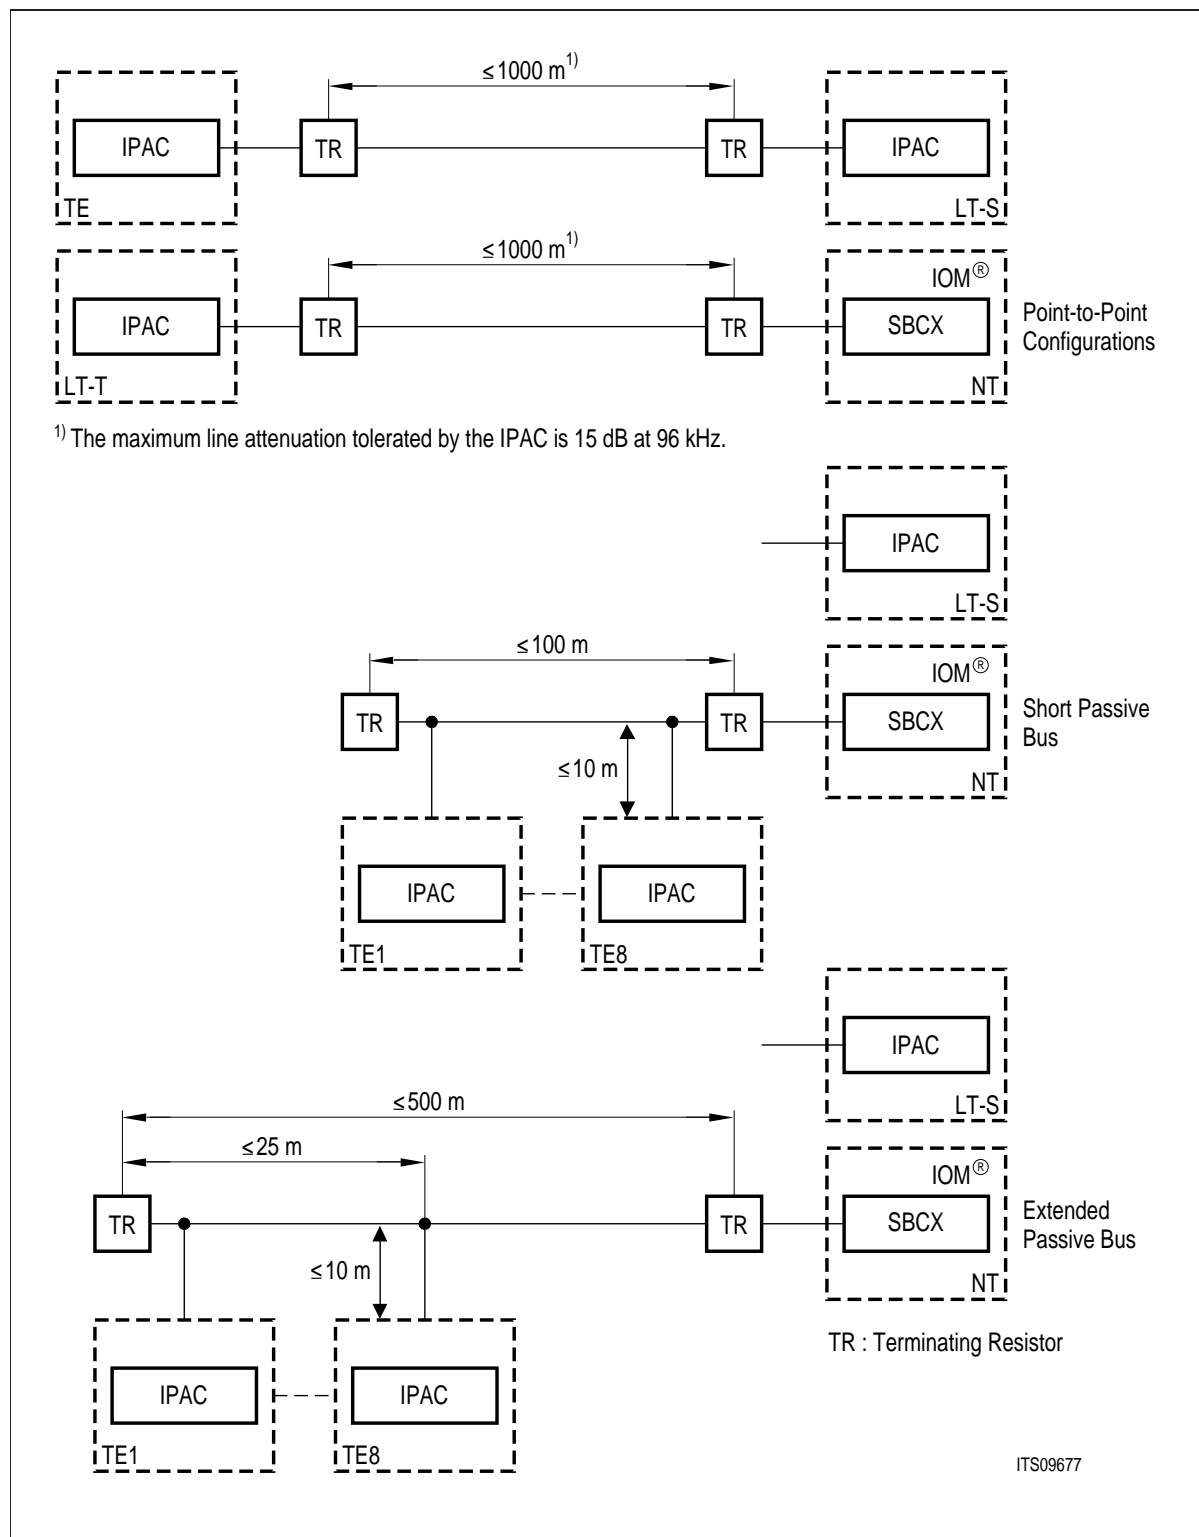 ≤1000 m1)
IPAC
TR
TR
IPAC
TE
LT-S
≤1000 m1)
IOM®
IPAC
TR
TR
SBCX
Point-to-Point
Configurations
LT-T
NT
1) The maximum line attenuation tolerated by the IPAC is 15 dB at 96 kHz.
IPAC
LT-S
≤100 m
IOM®
TR
TR
SBCX
Short Passive
Bus
≤10 m
NT
IPAC
IPAC
TE1
TE8
IPAC
LT-S
≤500 m
≤25 m
IOM®
TR
TR
SBCX
Extended
Passive Bus
≤10 m
NT
TR : Terminating Resistor
IPAC
IPAC
TE1
TE8
ITS09677